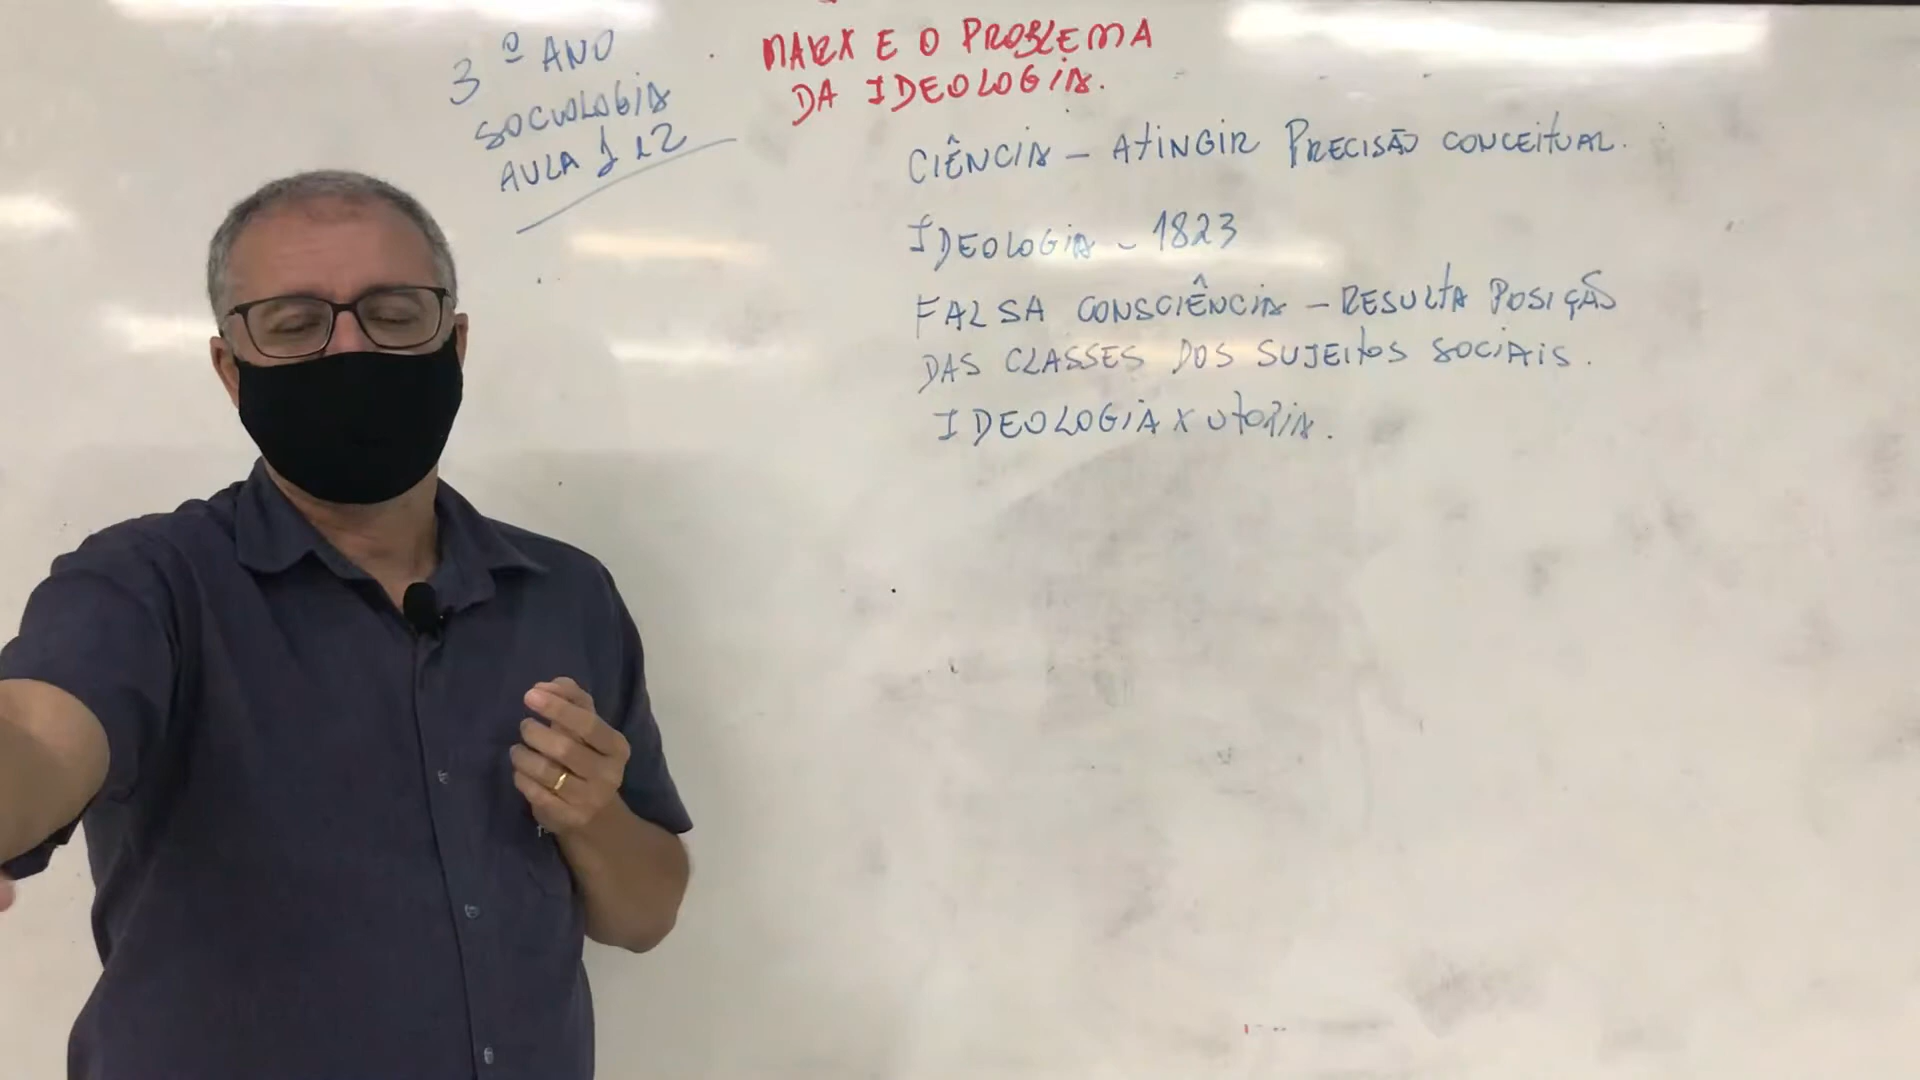 3º ANO
SOCIOLOGIA
AULA 1 e 2
MARX E O PROBLEMA
DA IDEOLOGIA.
CIÊNCIA – ATINGIR PRECISÃO CONCEITUAL.
IDEOLOGIA – 1823
FALSA CONSCIÊNCIA – RESULTA POSIÇÃO
DAS CLASSES DOS SUJEITOS SOCIAIS.
IDEOLOGIA X UTOPIA.